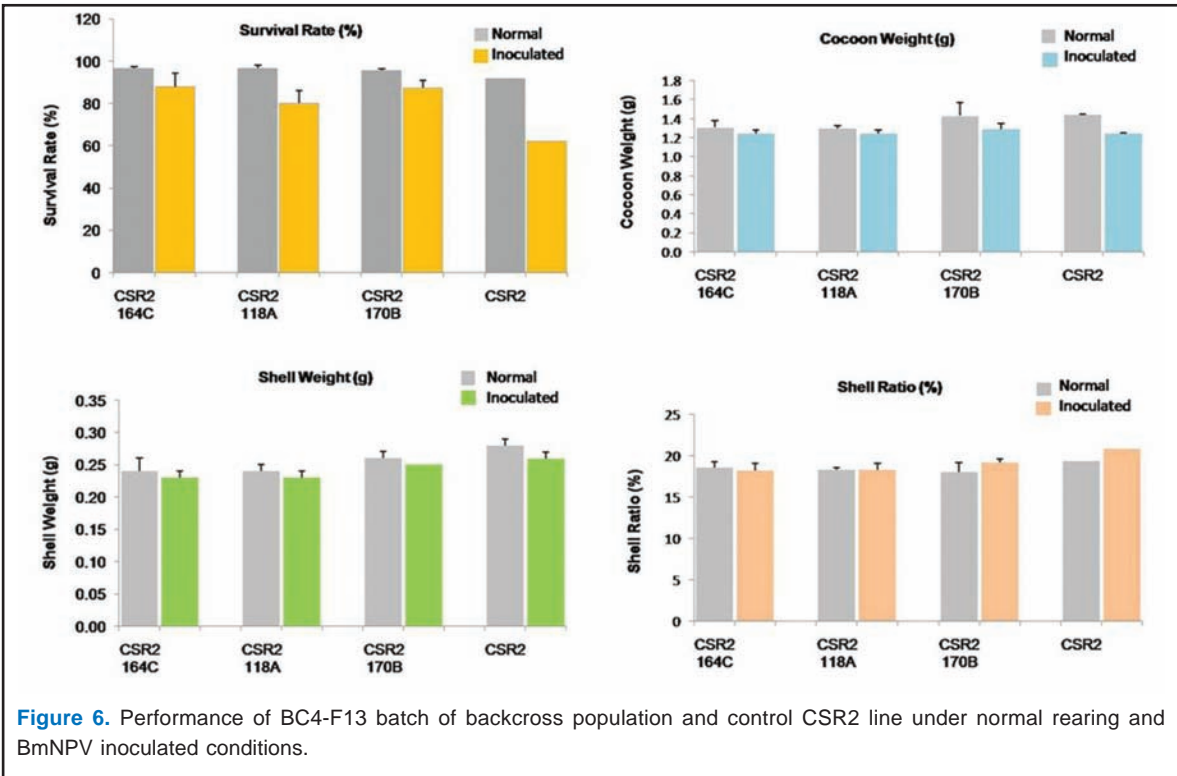 Survival Rate (%)
Normal
Inoculated
Survival Rate (%)
120
100
80
60
40
20
0
CSR2 164C
CSR2 118A
CSR2 170B
CSR2
Cocoon Weight (g)
Normal
Inoculated
Cocoon Weight (g)
1.8
1.6
1.4
1.2
1.0
0.8
0.6
0.4
0.2
0.0
CSR2 164C
CSR2 118A
CSR2 170B
CSR2
Shell Weight (g)
Normal
Inoculated
Shell Weight (g)
0.35
0.30
0.25
0.20
0.15
0.10
0.05
0.00
CSR2 164C
CSR2 118A
CSR2 170B
CSR2
Shell Ratio (%)
Normal
Inoculated
Shell Ratio (%)
25
20
15
10
5
0
CSR2 164C
CSR2 118A
CSR2 170B
CSR2
Figure 6. Performance of BC4-F13 batch of backcross population and control CSR2 line under normal rearing and
BmNPV inoculated conditions.